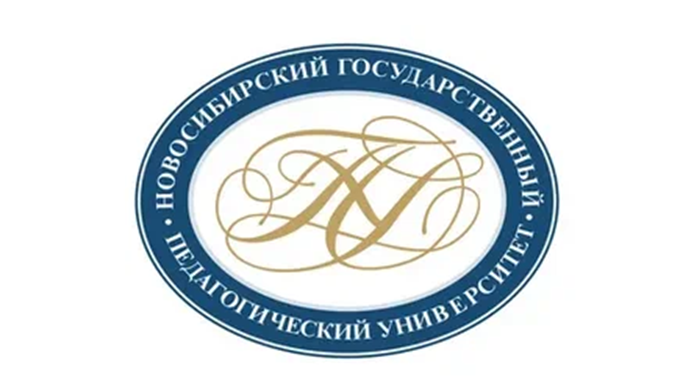 НОВОСИБИРСКИЙ ГОСУДАРСТВЕННЫЙ
ПЕДАГОГИЧЕСКИЙ УНИВЕРСИТЕТ